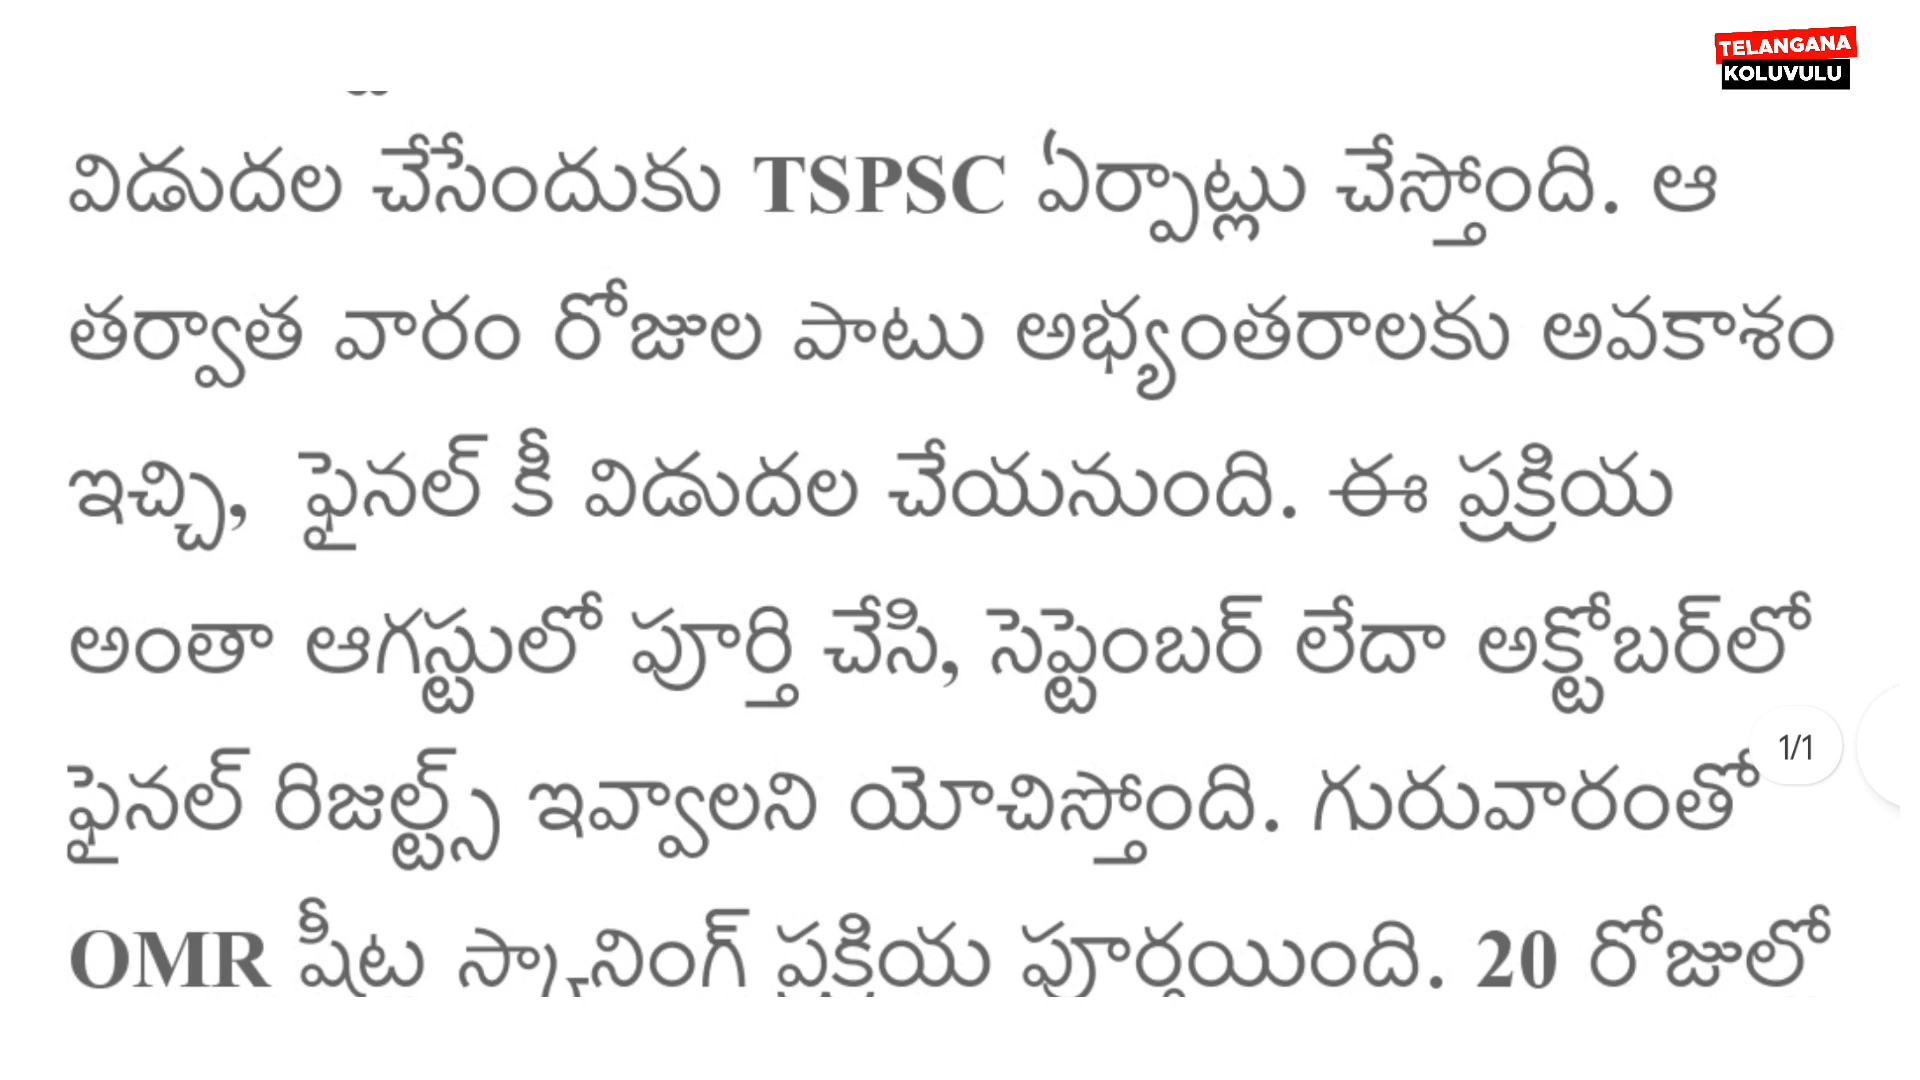 TELANGANA
KOLUVULU
విడుదల చేసేందుకు TSPSC ఏర్పాట్లు చేస్తోంది. ఆ
తర్వాత వారం రోజుల పాటు అభ్యంతరాలకు అవకాశం
ఇచ్చి, ఫైనల్ కీ విడుదల చేయనుంది. ఈ ప్రక్రియ
అంతా ఆగస్టులో పూర్తి చేసి, సెప్టెంబర్ లేదా అక్టోబర్‌లో
1/1
ఫైనల్ రిజల్ట్స్ ఇవ్వాలని యోచిస్తోంది. గురువారంతో
OMR షీట్ల స్కానింగ్ ప్రక్రియ పూర్తయింది. 20 రోజుల్లో